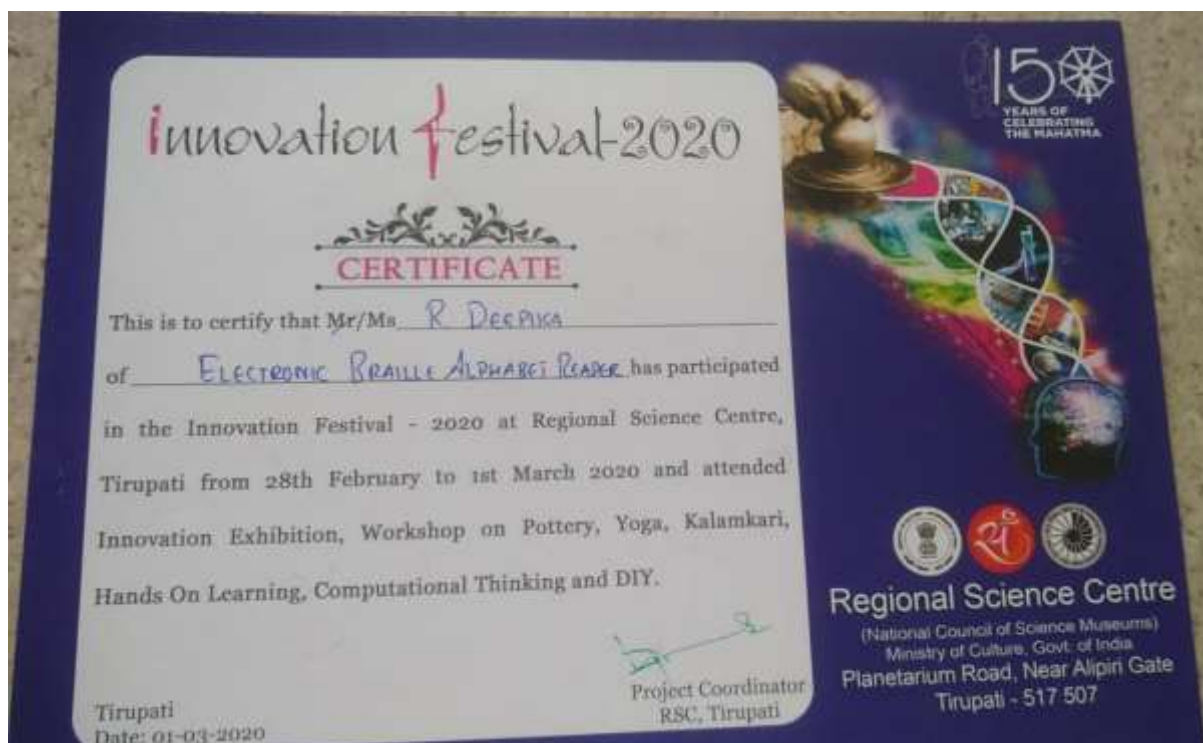 innovation Festival-2020
CERTIFICATE
This is to certify that Mr/Ms R DEEPIKA
of ELECTRONIC BRAILLE ALPHABET READER has participated
in the Innovation Festival - 2020 at Regional Science Centre,
Tirupati from 28th February to 1st March 2020 and attended
Innovation Exhibition, Workshop on Pottery, Yoga, Kalamkari,
Hands On Learning, Computational Thinking and DIY.
Project Coordinator
RSC, Tirupati
Tirupati
Date: 01-03-2020
150
YEARS OF
CELEBRATING
THE MAHATMA
Regional Science Centre
(National Council of Science Museums)
Ministry of Culture, Govt. of India
Planetarium Road, Near Alipiri Gate
Tirupati - 517 507